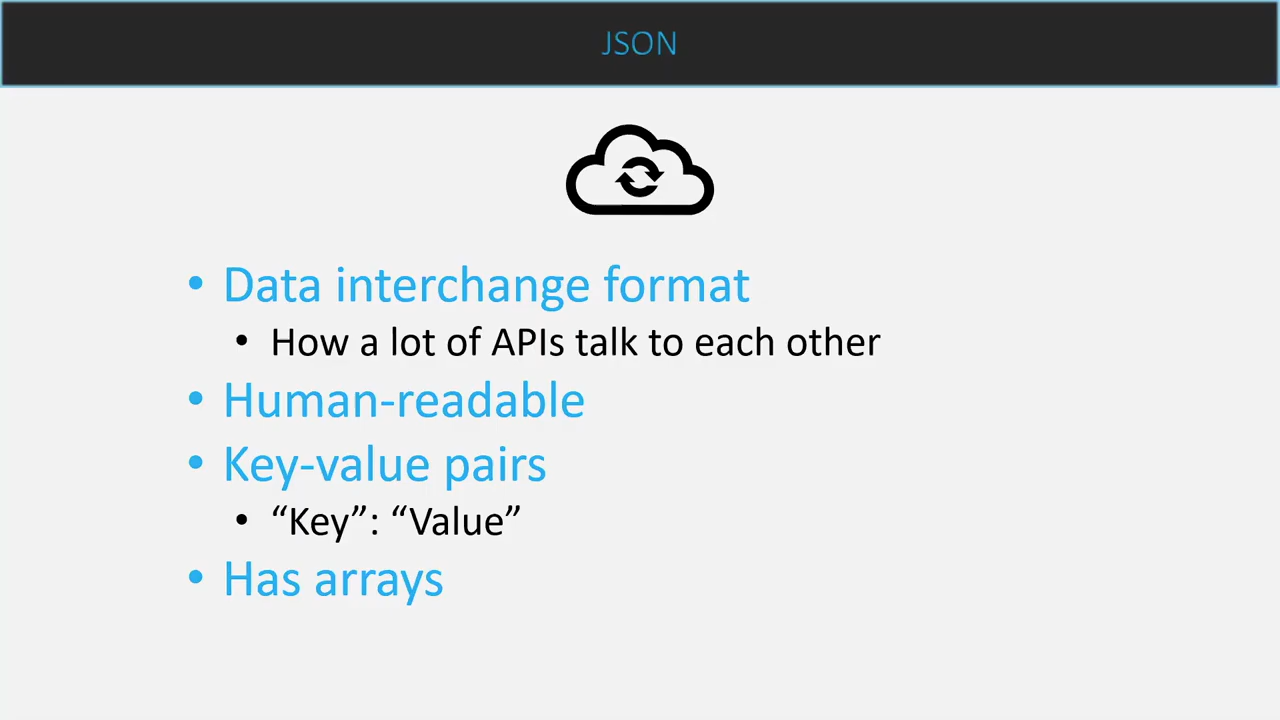 JSON
• Data interchange format
• How a lot of APIs talk to each other
• Human-readable
• Key-value pairs
• “Key”: “Value”
• Has arrays